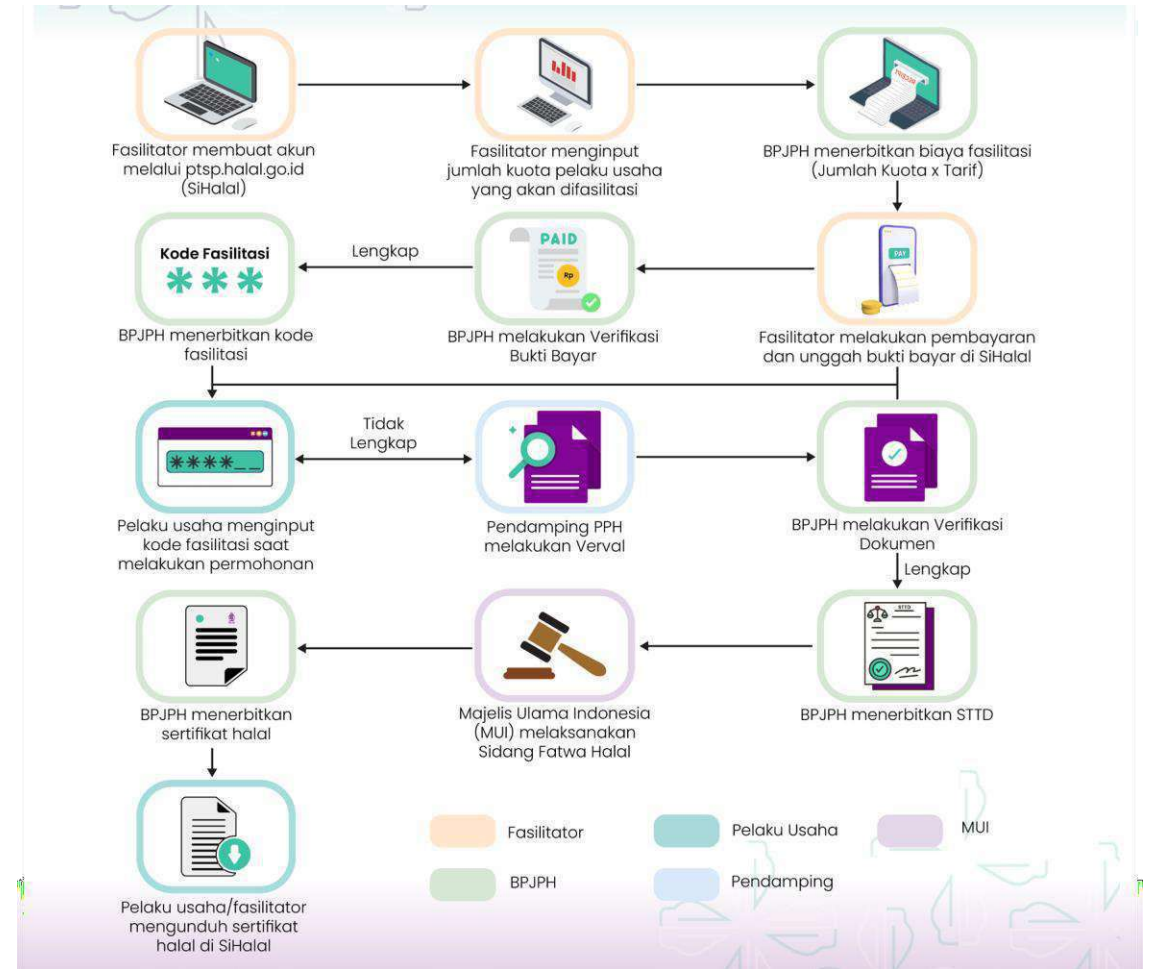 Fasilitator membuat akun
melalui ptsp.halal.go.id
(SiHalal)
Fasilitator menginput
jumlah kuota pelaku usaha
yang akan difasilitasi
RECEIPT
BPJPH menerbitkan biaya fasilitasi
(Jumlah Kuota x Tarif)
Kode Fasilitasi
***
BPJPH menerbitkan kode
fasilitasi
Lengkap
PAID
Rp
BPJPH melakukan Verifikasi
Bukti Bayar
PAY
Fasilitator melakukan pembayaran
dan unggah bukti bayar di SiHalal
****__
Pelaku usaha menginput
kode fasilitasi saat
melakukan permohonan
Tidak
Lengkap
Pendamping PPH
melakukan Verval
BPJPH melakukan Verifikasi
Dokumen
Lengkap
BPJPH menerbitkan
sertifikat halal
Majelis Ulama Indonesia
(MUI) melaksanakan
Sidang Fatwa Halal
STTD
BPJPH menerbitkan STTD
Pelaku usaha/fasilitator
mengunduh sertifikat
halal di SiHalal
Fasilitator
Pelaku Usaha
MUI
BPJPH
Pendamping